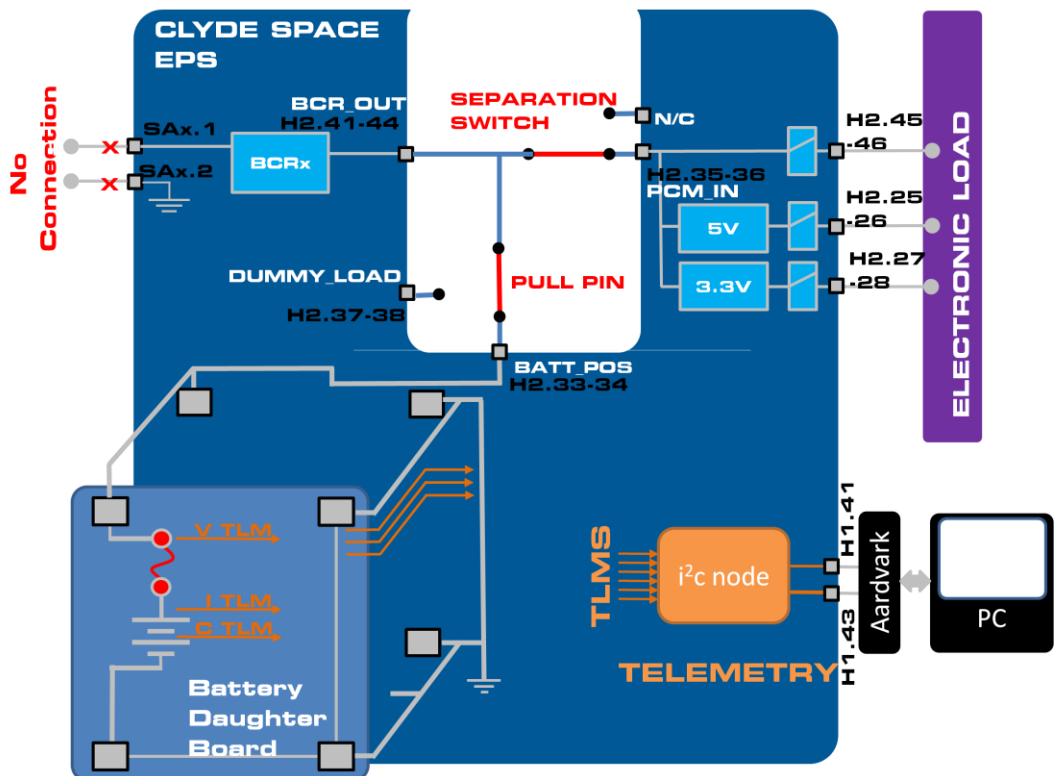 CLYDE SPACE
EPS
No
Connection
SAx.1
SAx.2
BCRx
BCR_OUT
H2.41-44
SEPARATION
SWITCH
N/C
H2.35-36
PCM_IN
5V
3.3V
H2.45
-46
H2.25
-26
H2.27
-28
ELECTRONIC LOAD
DUMMY_LOAD
H2.37-38
PULL PIN
BATT_POS
H2.33-34
V TLM
I TLM
C TLM
Battery
Daughter
Board
TLMS
i²c node
TELEMETRY
H1.41
H1.43
Aardvark
PC